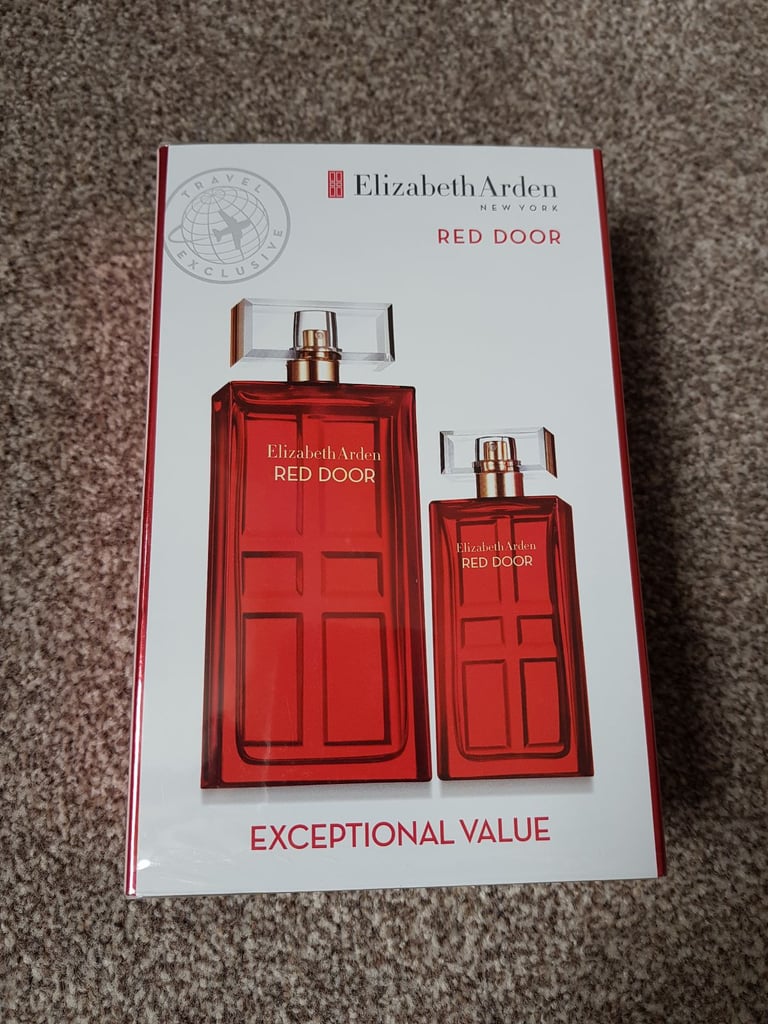 TRAVEL
EXCLUSIVE
Elizabeth Arden
NEW YORK
RED DOOR
Elizabeth Arden
RED DOOR
Elizabeth Arden
RED DOOR
EXCEPTIONAL VALUE